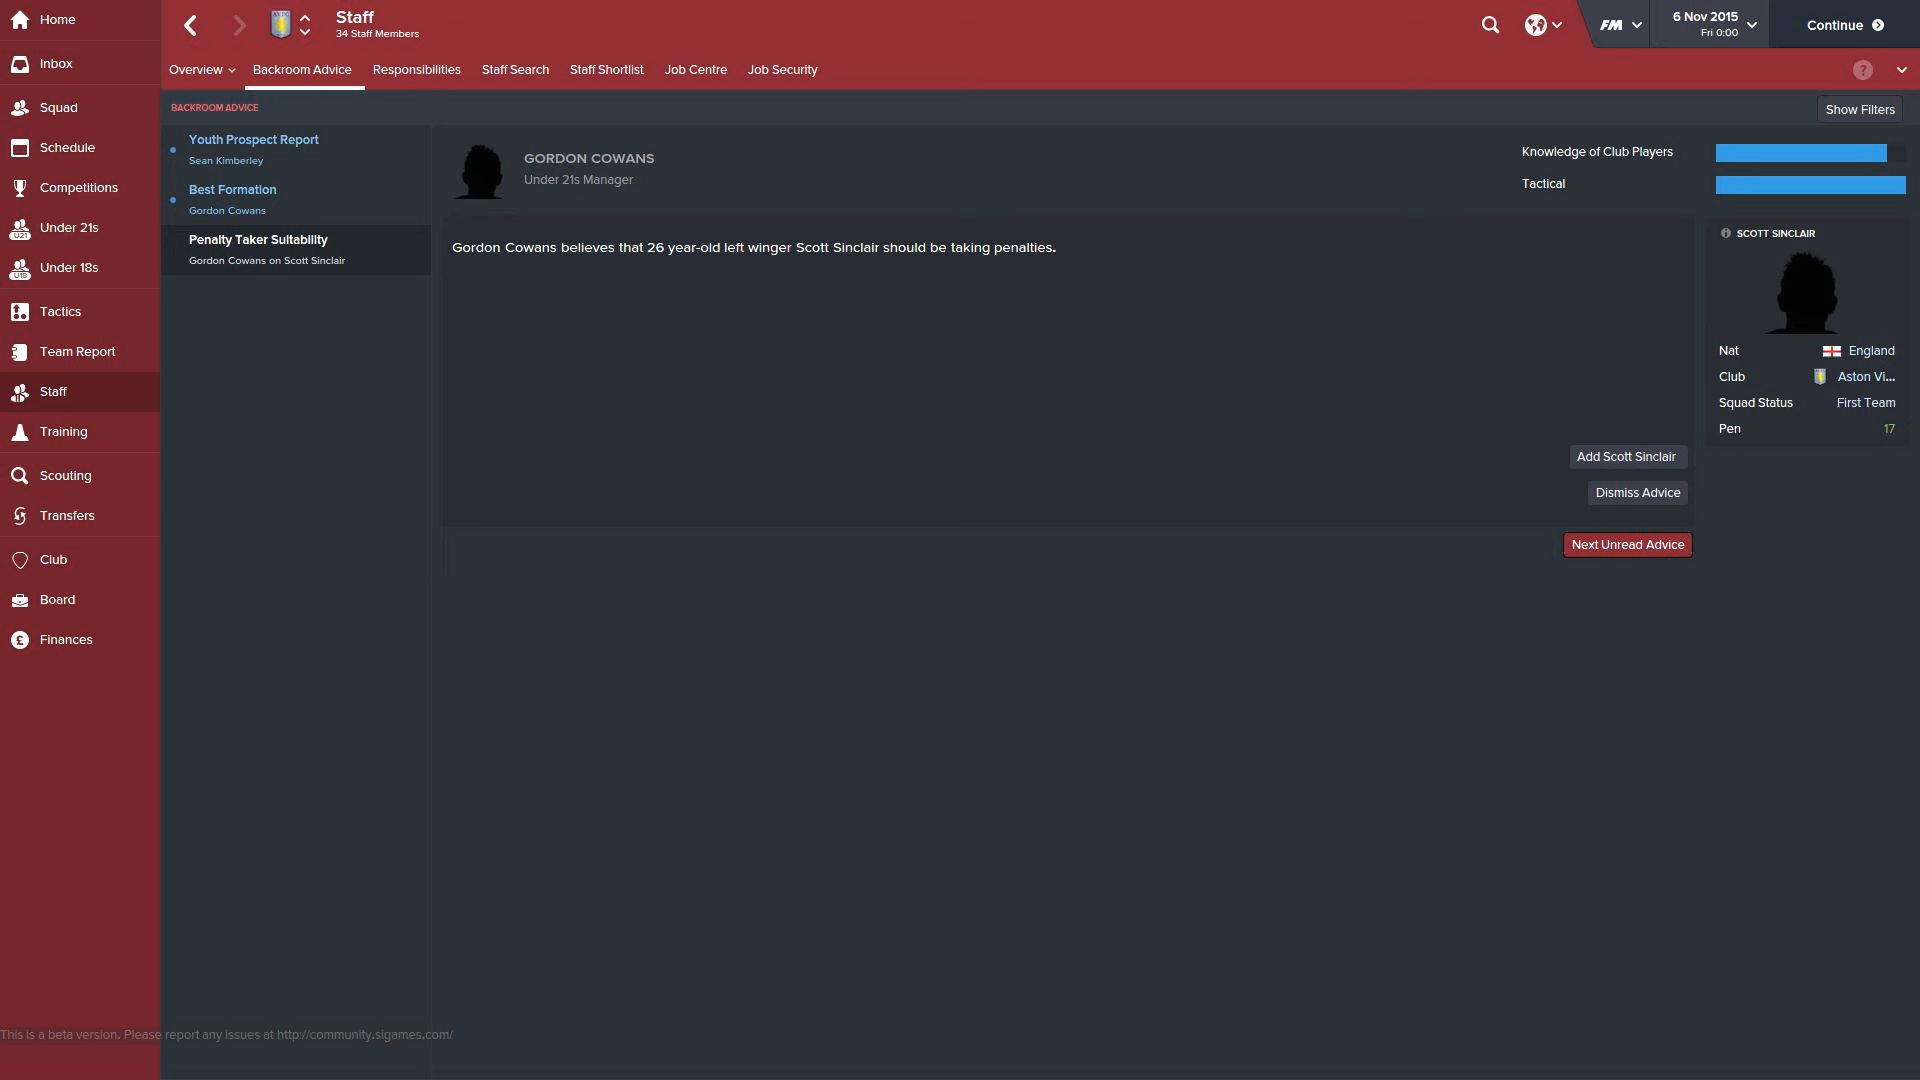 Home
Inbox
Squad
Schedule
Competitions
U21
Under 21s
U18
Under 18s
Tactics
Team Report
Staff
Training
Scouting
Transfers
Club
Board
£
Finances
Staff
34 Staff Members
FM
6 Nov 2015
Fri 0:00
Continue
Overview
Backroom Advice
Responsibilities
Staff Search
Staff Shortlist
Job Centre
Job Security
?
BACKROOM ADVICE
Show Filters
Youth Prospect Report
Sean Kimberley
Best Formation
Gordon Cowans
Penalty Taker Suitability
Gordon Cowans on Scott Sinclair
GORDON COWANS
Under 21s Manager
Knowledge of Club Players
Tactical
Gordon Cowans believes that 26 year-old left winger Scott Sinclair should be taking penalties.
Add Scott Sinclair
Dismiss Advice
Next Unread Advice
SCOTT SINCLAIR
Nat England
Club Aston Vi...
Squad Status First Team
Pen 17
This is a beta version. Please report any issues at http://community.sigames.com/